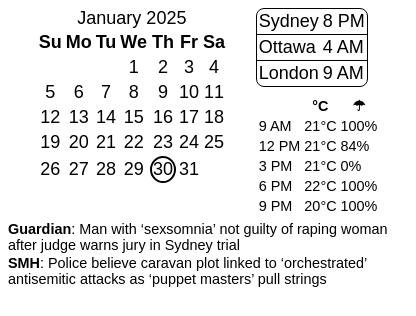 January 2025
Su Mo Tu We Th Fr Sa
1 2 3 4
5 6 7 8 9 10 11
12 13 14 15 16 17 18
19 20 21 22 23 24 25
26 27 28 29 30 31
Sydney 8 PM
Ottawa 4 AM
London 9 AM
°C ☂
9 AM 21°C 100%
12 PM 21°C 84%
3 PM 21°C 0%
6 PM 22°C 100%
9 PM 20°C 100%
Guardian: Man with ‘sexsomnia’ not guilty of raping woman
after judge warns jury in Sydney trial
SMH: Police believe caravan plot linked to ‘orchestrated’
antisemitic attacks as ‘puppet masters’ pull strings